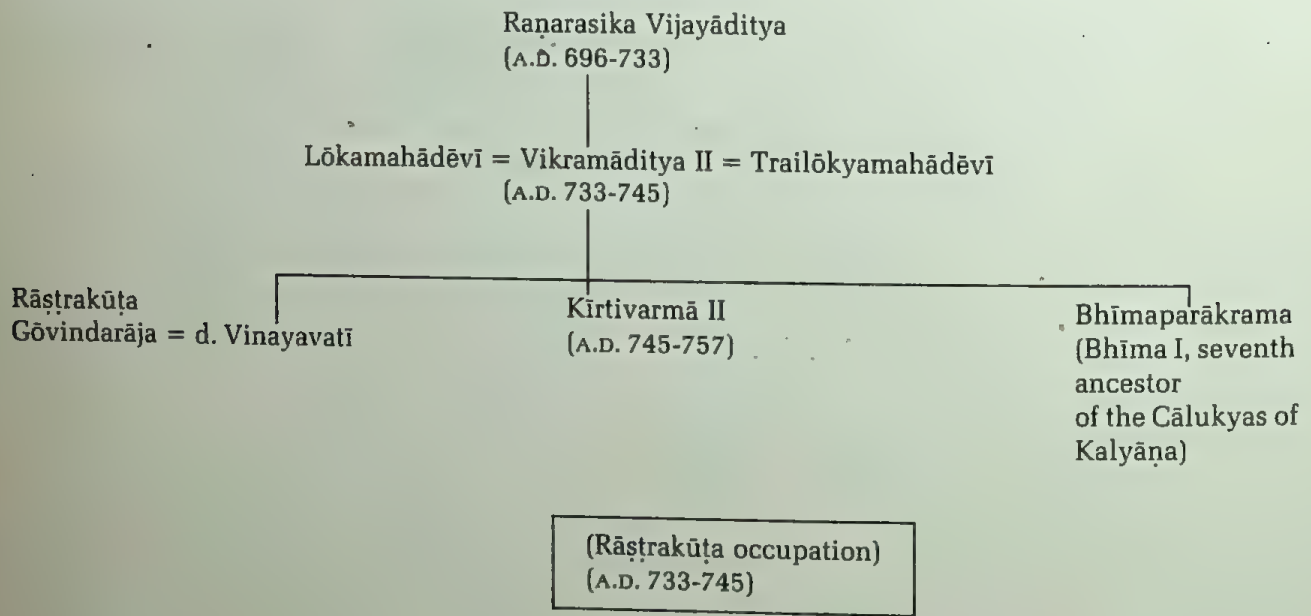 Raṇarasika Vijayāditya
(A.D. 696-733)
Lōkamahādēvī = Vikramāditya II = Trailōkyamahādēvī
(A.D. 733-745)
Rāṣṭrakūṭa
Gōvindarāja = d. Vinayavatī
Kīrtivarmā II
(A.D. 745-757)
Bhīmaparākrama
(Bhīma I, seventh
ancestor
of the Cālukyas of
Kalyāṇa)
(Rāṣṭrakūṭa occupation)
(A.D. 733-745)